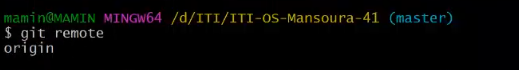 mamin@MAMIN MINGW64 /d/ITI/ITI-OS-Mansoura-41 (master)
$ git remote
origin